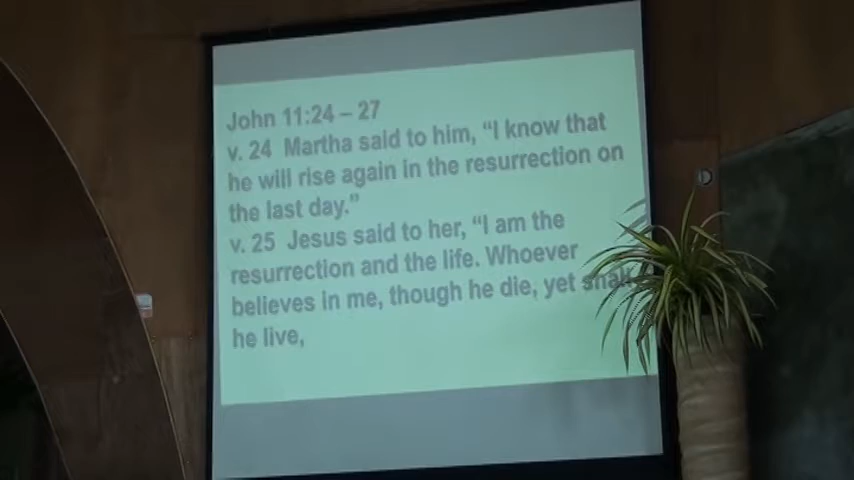 John 11:24 – 27
v. 24 Martha said to him, “I know that
he will rise again in the resurrection on
the last day.”
v. 25 Jesus said to her, “I am the
resurrection and the life. Whoever
believes in me, though he die, yet shall
he live,